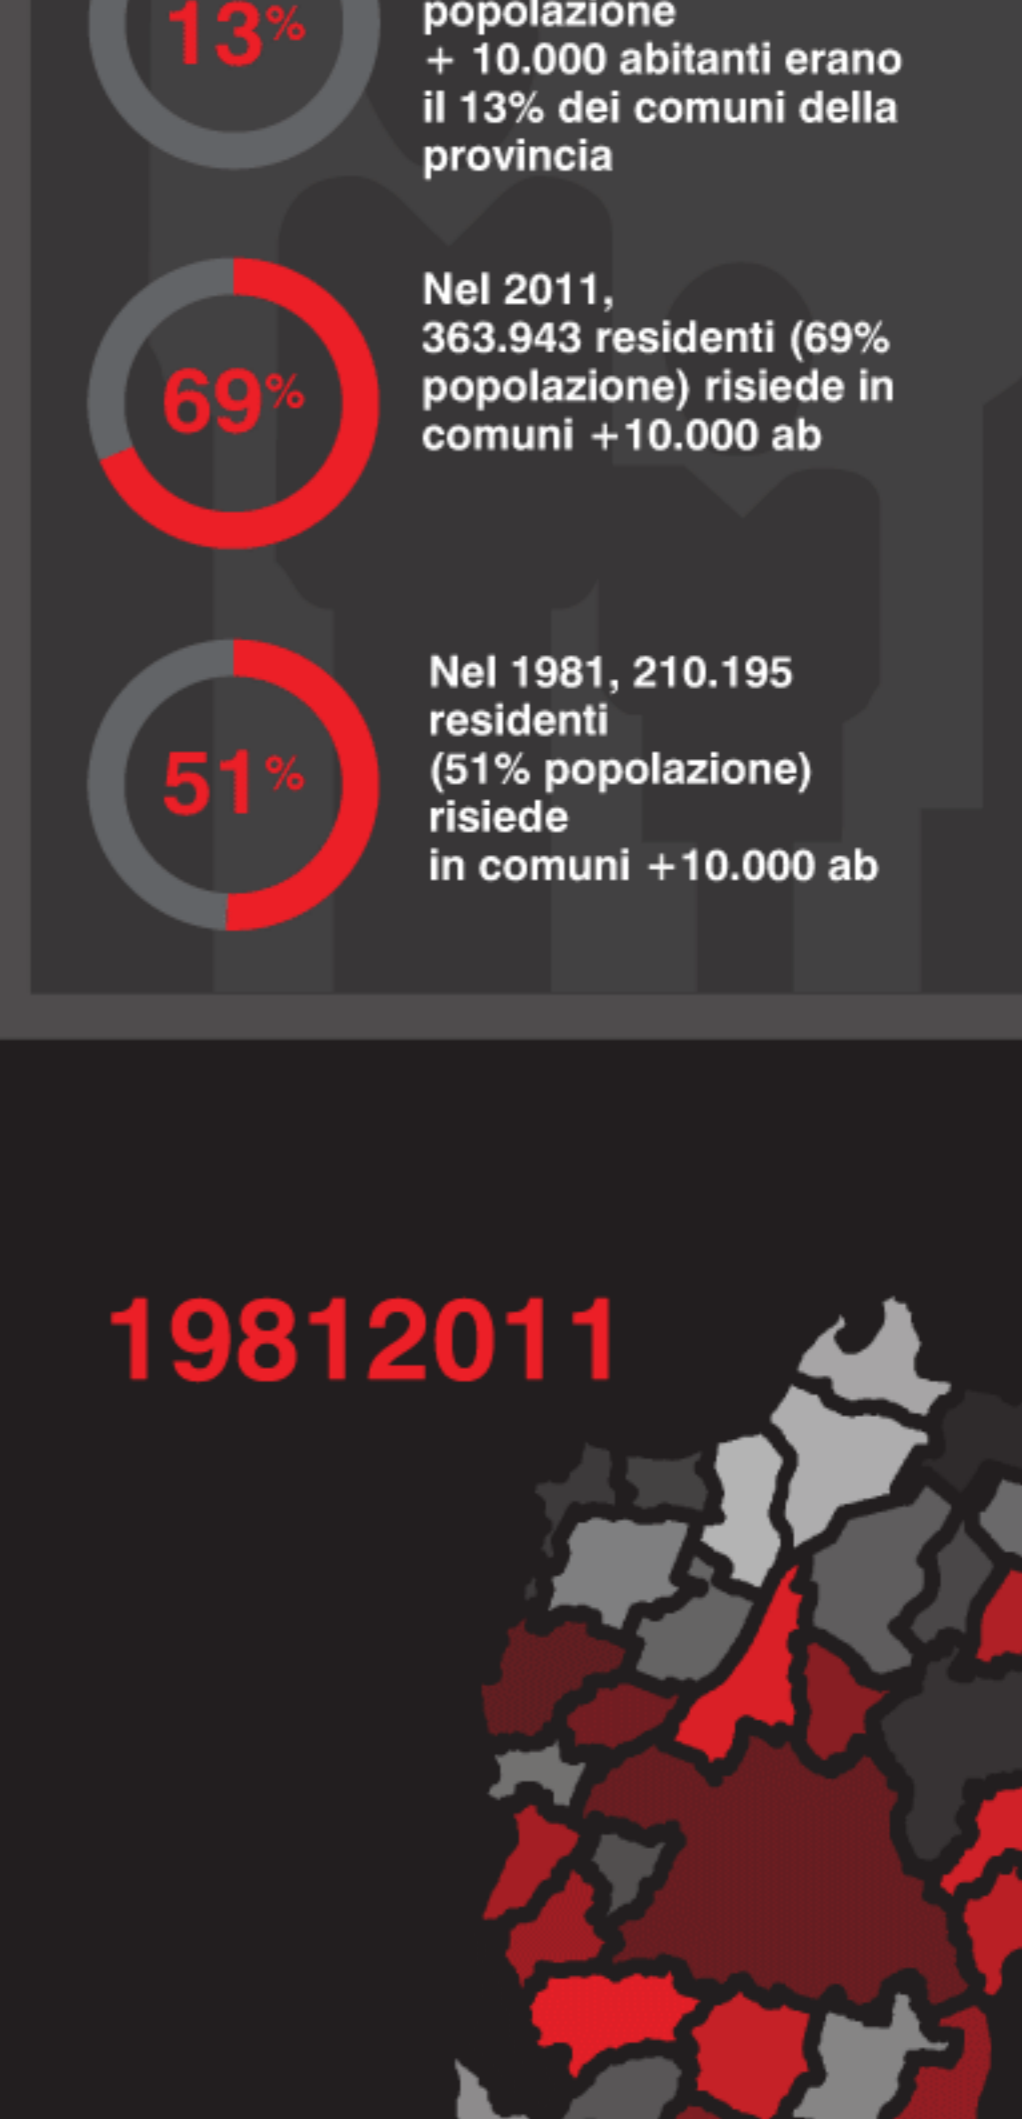 13%
popolazione
+ 10.000 abitanti erano
il 13% dei comuni della
provincia
69%
Nel 2011,
363.943 residenti (69%
popolazione) risiede in
comuni +10.000 ab
51%
Nel 1981, 210.195
residenti
(51% popolazione)
risiede
in comuni +10.000 ab
19812011